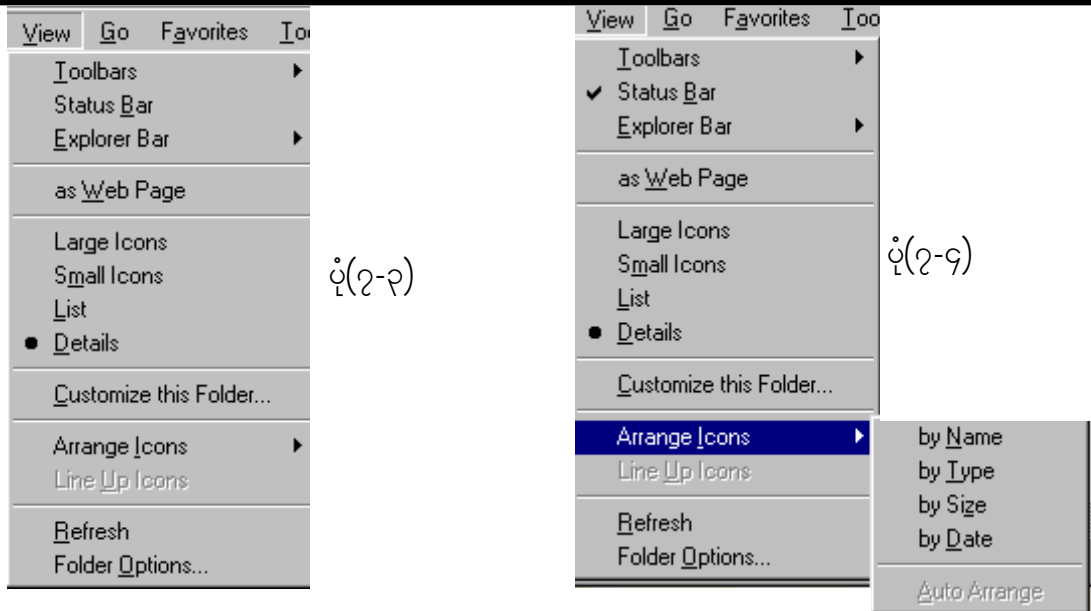 View Go Favorites To
Toolbars
Status Bar
Explorer Bar
as Web Page
Large Icons
Small Icons
List
Details
Customize this Folder...
Arrange Icons
Line Up Icons
Refresh
Folder Options...
ပုံ(၇-၃)
View Go Favorites Too
Toolbars
Status Bar
Explorer Bar
as Web Page
Large Icons
Small Icons
List
Details
Customize this Folder...
Arrange Icons
Line Up Icons
Refresh
Folder Options...
by Name
by Type
by Size
by Date
Auto Arrange
ပုံ(၇-၄)